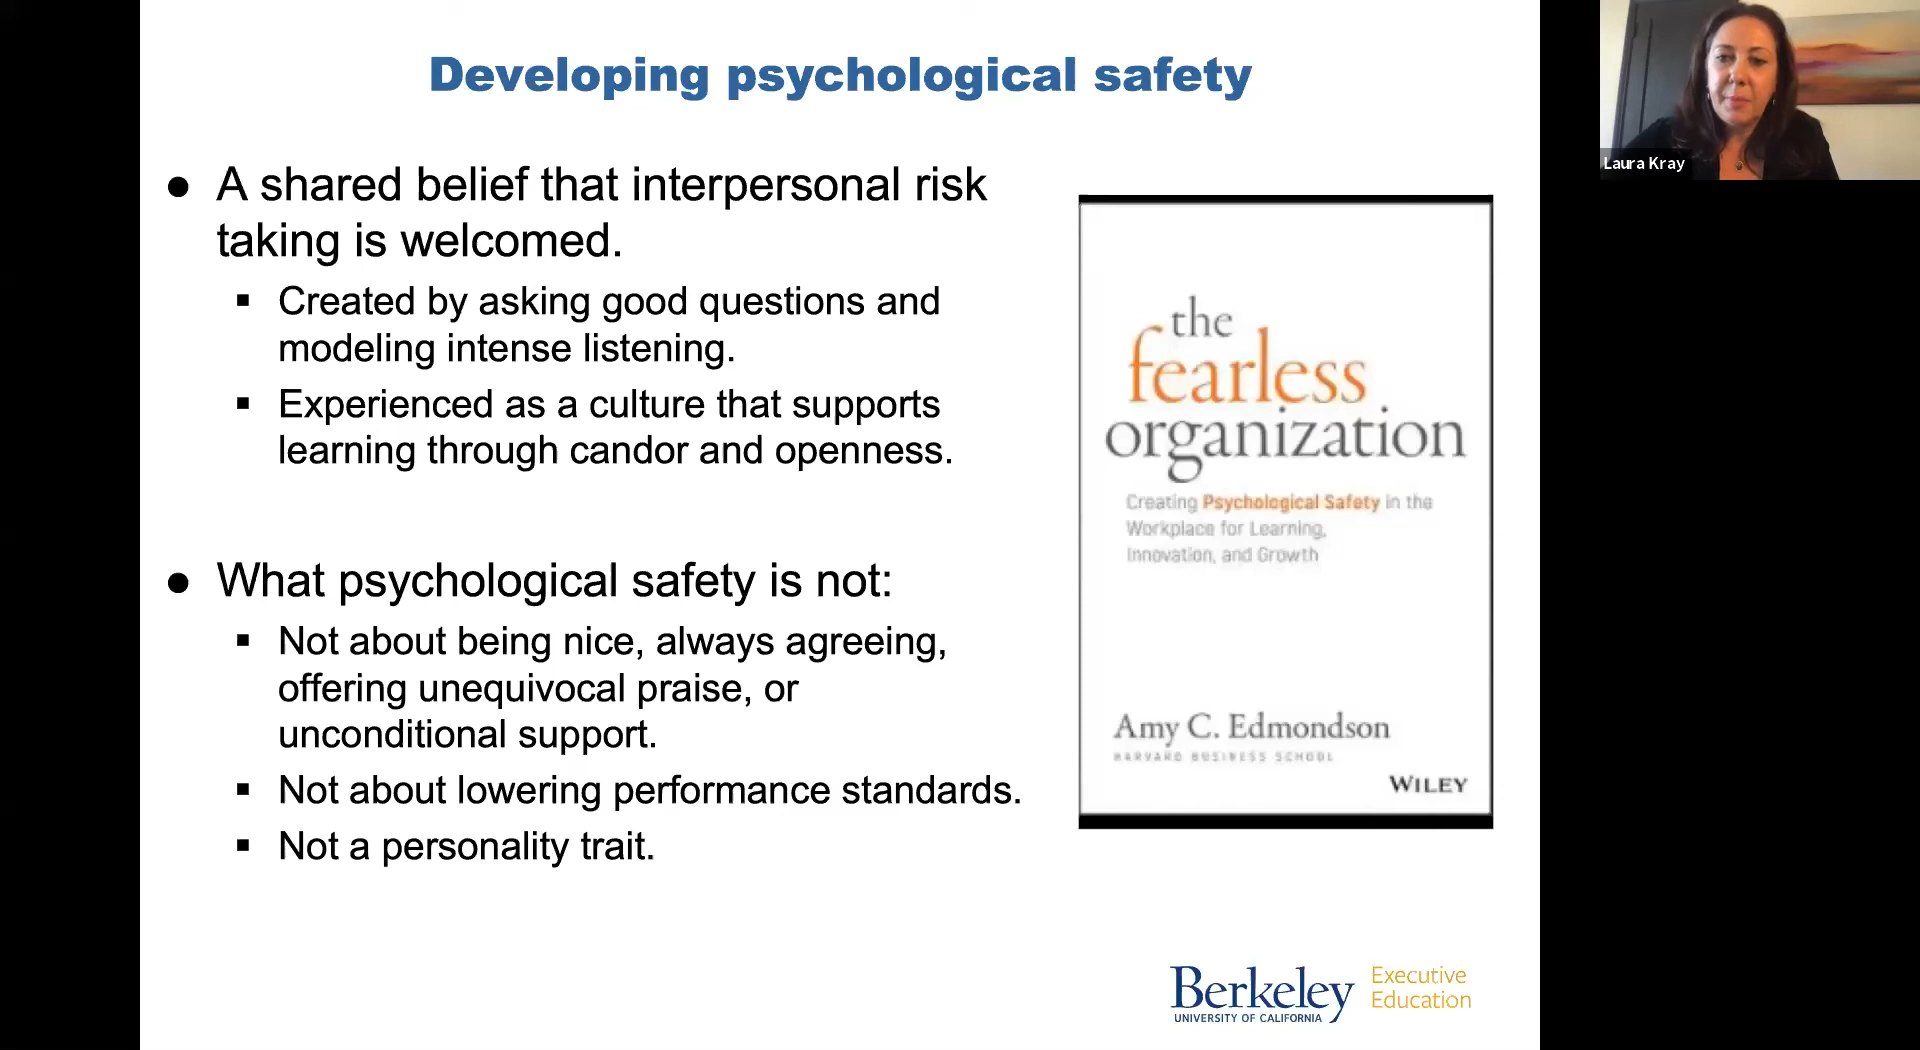 Developing psychological safety
● A shared belief that interpersonal risk
taking is welcomed.
▪ Created by asking good questions and
modeling intense listening.
▪ Experienced as a culture that supports
learning through candor and openness.
● What psychological safety is not:
▪ Not about being nice, always agreeing,
offering unequivocal praise, or
unconditional support.
▪ Not about lowering performance standards.
▪ Not a personality trait.
the
fearless
organization
Creating Psychological Safety in the
Workplace for Learning,
Innovation, and Growth
Amy C. Edmondson
HARVARD BUSINESS SCHOOL
WILEY
Berkeley
UNIVERSITY OF CALIFORNIA
Executive
Education
Laura Kray